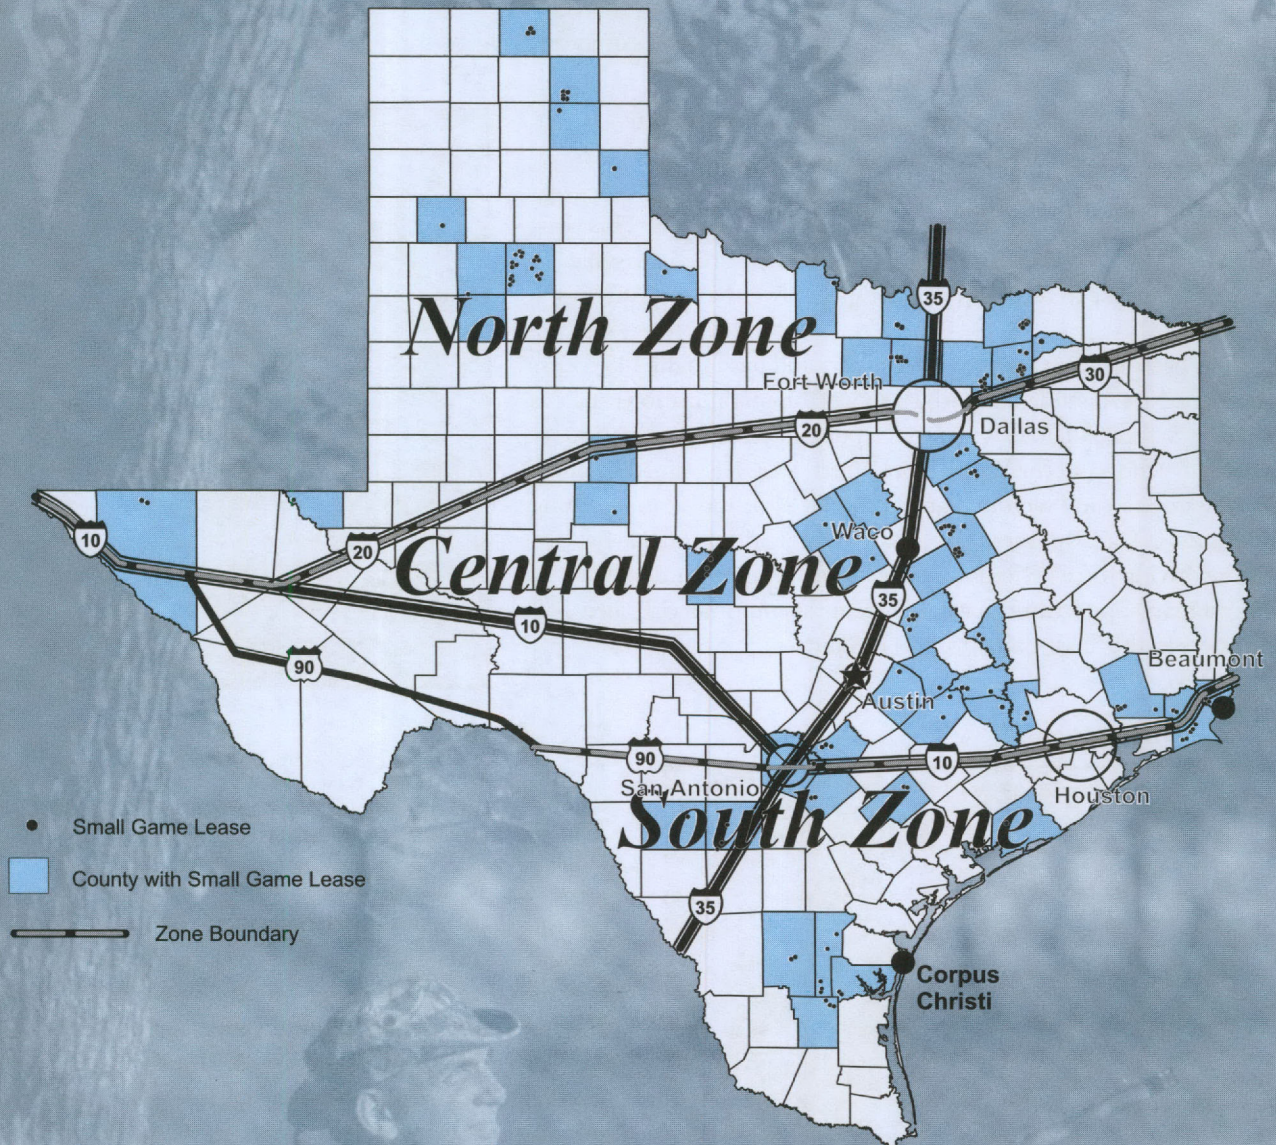 North Zone
35
Fort Worth
30
20
Dallas
10
20
Waco
Central Zone
35
10
90
Beaumont
Austin
90
10
San Antonio
Houston
South Zone
Small Game Lease
County with Small Game Lease
35
Zone Boundary
Corpus
Christi